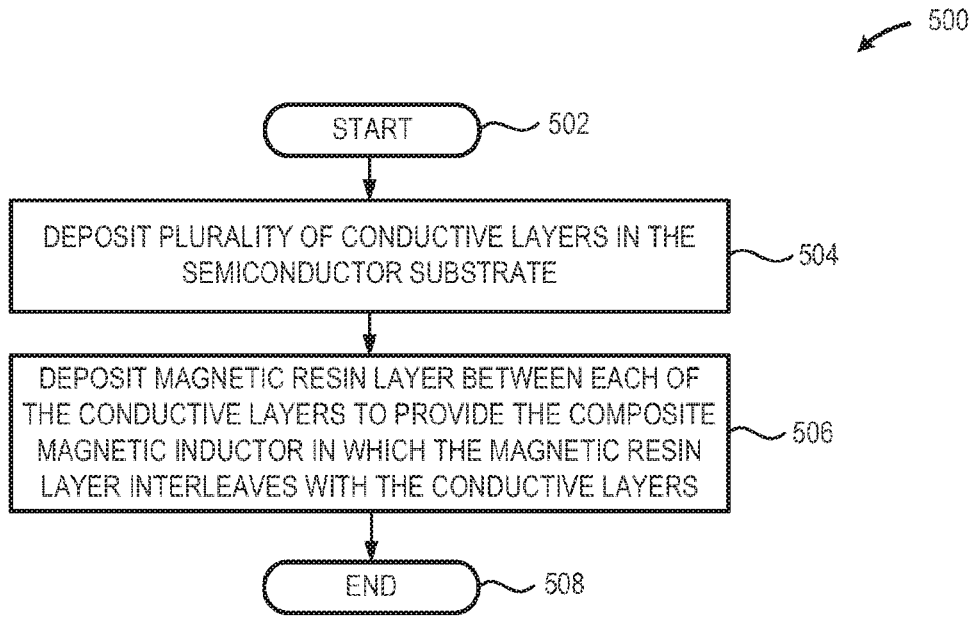 500
START
502
DEPOSIT PLURALITY OF CONDUCTIVE LAYERS IN THE
SEMICONDUCTOR SUBSTRATE
504
DEPOSIT MAGNETIC RESIN LAYER BETWEEN EACH OF
THE CONDUCTIVE LAYERS TO PROVIDE THE COMPOSITE
MAGNETIC INDUCTOR IN WHICH THE MAGNETIC RESIN
LAYER INTERLEAVES WITH THE CONDUCTIVE LAYERS
506
END
508